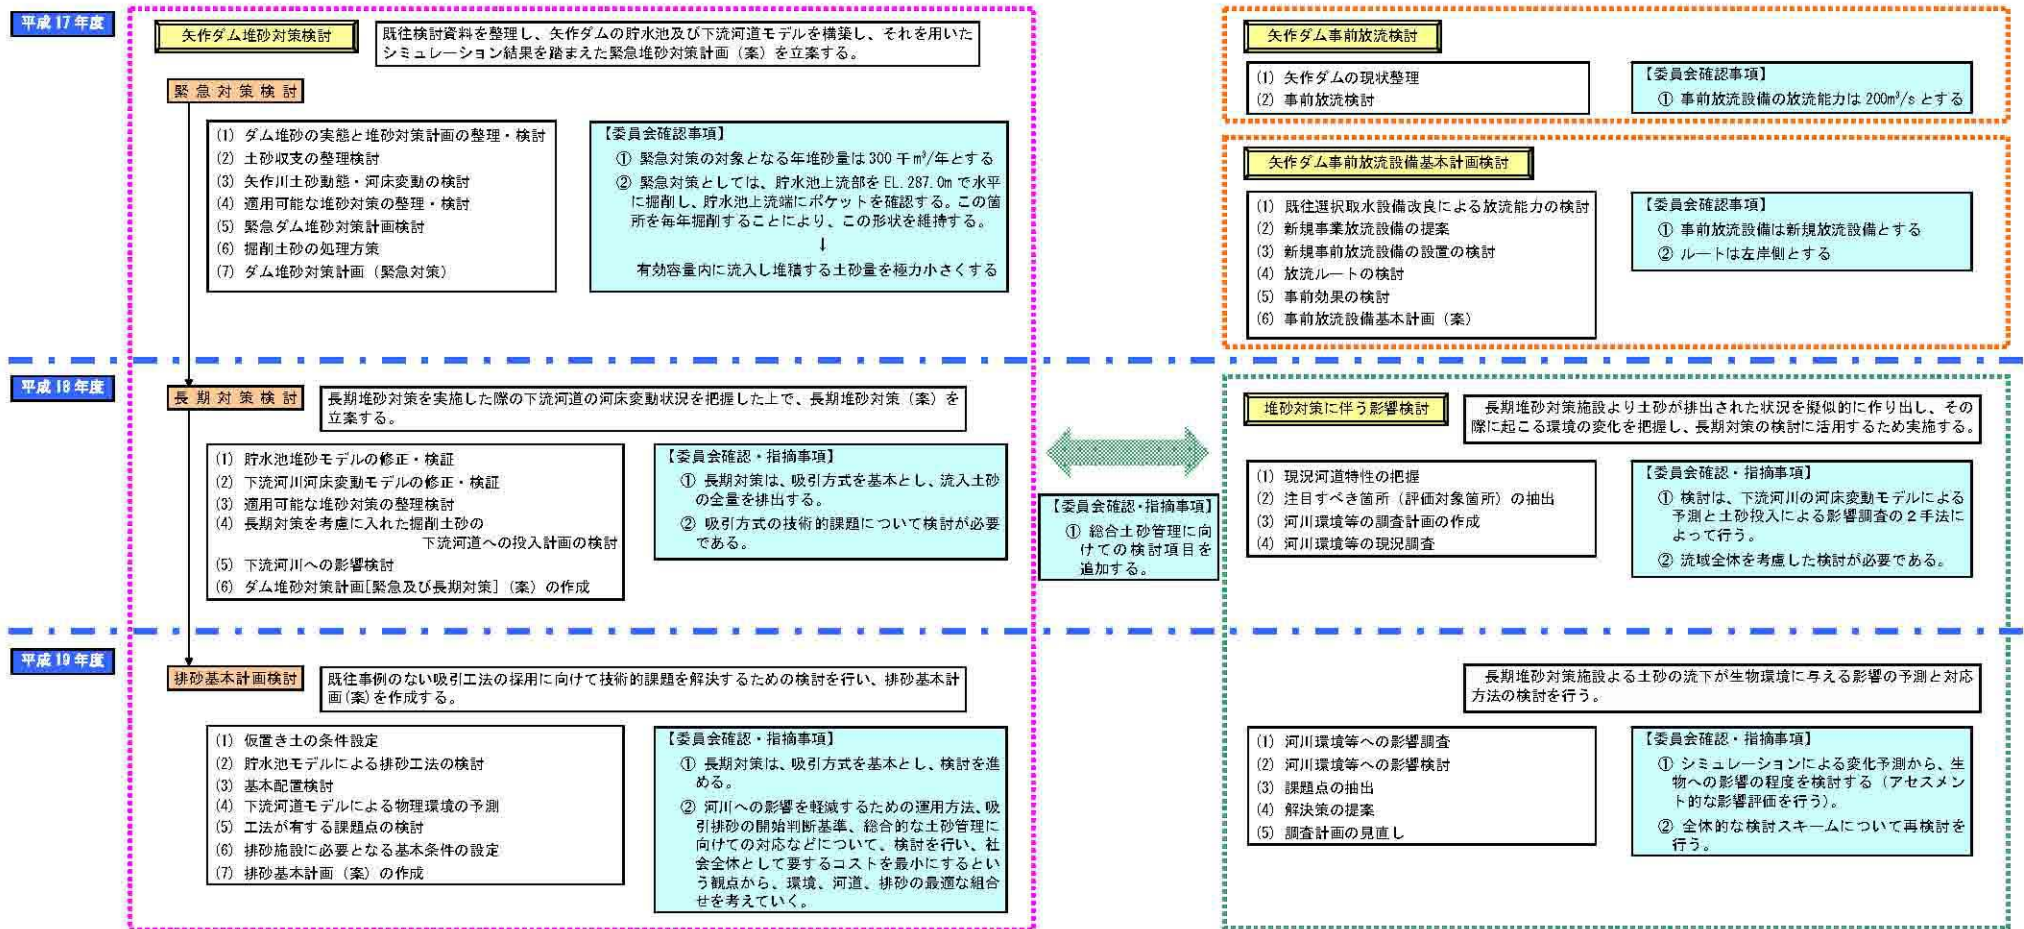 平成17年度
矢作ダム堆砂対策検討
既往検討資料を整理し、矢作ダムの貯水池及び下流河道モデルを構築し、それを用いた
シミュレーション結果を踏まえた緊急堆砂対策計画（案）を立案する。
緊急対策検討
(1) ダム堆砂の実態と堆砂対策計画の整理・検討
(2) 土砂収支の整理検討
(3) 矢作川土砂動態・河床変動の検討
(4) 適用可能な堆砂対策の整理・検討
(5) 緊急ダム堆砂対策計画検討
(6) 掘削土砂の処理方策
(7) ダム堆砂対策計画（緊急対策）
【委員会確認事項】
① 緊急対策の対象となる年堆砂量は300千m³/年とする
② 緊急対策としては、貯水池上流部をEL.287.0mで水平
に掘削し、貯水池上流端にポケットを確認する。この箇
所を毎年掘削することにより、この形状を維持する。
↓
有効容量内に流入し堆積する土砂量を極力小さくする
矢作ダム事前放流検討
(1) 矢作ダムの現状整理
(2) 事前放流検討
【委員会確認事項】
① 事前放流設備の放流能力は200m³/sとする
矢作ダム事前放流設備基本計画検討
(1) 既往選択取水設備改良による放流能力の検討
(2) 新規事業放流設備の提案
(3) 新規事前放流設備の設置の検討
(4) 放流ルートの検討
(5) 事前効果の検討
(6) 事前放流設備基本計画（案）
【委員会確認事項】
① 事前放流設備は新規放流設備とする
② ルートは左岸側とする
平成18年度
長期対策検討
長期堆砂対策を実施した際の下流河道の河床変動状況を把握した上で、長期堆砂対策（案）を
立案する。
(1) 貯水池堆砂モデルの修正・検証
(2) 下流河川河床変動モデルの修正・検証
(3) 適用可能な堆砂対策の整理検討
(4) 長期対策を考慮に入れた掘削土砂の
下流河道への投入計画の検討
(5) 下流河川への影響検討
(6) ダム堆砂対策計画[緊急及び長期対策]（案）の作成
【委員会確認・指摘事項】
① 長期対策は、吸引方式を基本とし、流入土砂
の全量を排出する。
② 吸引方式の技術的課題について検討が必要
である。
【委員会確認・指摘事項】
① 総合土砂管理に向
けての検討項目を
追加する。
堆砂対策に伴う影響検討
長期堆砂対策施設より土砂が排出された状況を擬似的に作り出し、その
際に起こる環境の変化を把握し、長期対策の検討に活用するため実施する。
(1) 現況河道特性の把握
(2) 注目すべき箇所（評価対象箇所）の抽出
(3) 河川環境等の調査計画の作成
(4) 河川環境等の現況調査
【委員会確認・指摘事項】
① 検討は、下流河川の河床変動モデルによる
予測と土砂投入による影響調査の２手法に
よって行う。
② 流域全体を考慮した検討が必要である。
平成19年度
排砂基本計画検討
既往事例のない吸引工法の採用に向けて技術的課題を解決するための検討を行い、排砂基本計
画(案)を作成する。
(1) 仮置き土の条件設定
(2) 貯水池モデルによる排砂工法の検討
(3) 基本配置検討
(4) 下流河道モデルによる物理環境の予測
(5) 工法が有する課題点の検討
(6) 排砂施設に必要となる基本条件の設定
(7) 排砂基本計画（案）の作成
【委員会確認・指摘事項】
① 長期対策は、吸引方式を基本とし、検討を進
める。
② 河川への影響を軽減するための運用方法、吸
引排砂の開始判断基準、総合的な土砂管理に
向けての対応などについて、検討を行い、社
会全体として要するコストを最小にするとい
う観点から、環境、河道、排砂の最適な組合
せを考えていく。
長期堆砂対策施設よる土砂の流下が生物環境に与える影響の予測と対応
方法の検討を行う。
(1) 河川環境等への影響調査
(2) 河川環境等への影響検討
(3) 課題点の抽出
(4) 解決策の提案
(5) 調査計画の見直し
【委員会確認・指摘事項】
① シミュレーションによる変化予測から、生
物への影響の程度を検討する（アセスメン
ト的な影響評価を行う）。
② 全体的な検討スキームについて再検討を
行う。